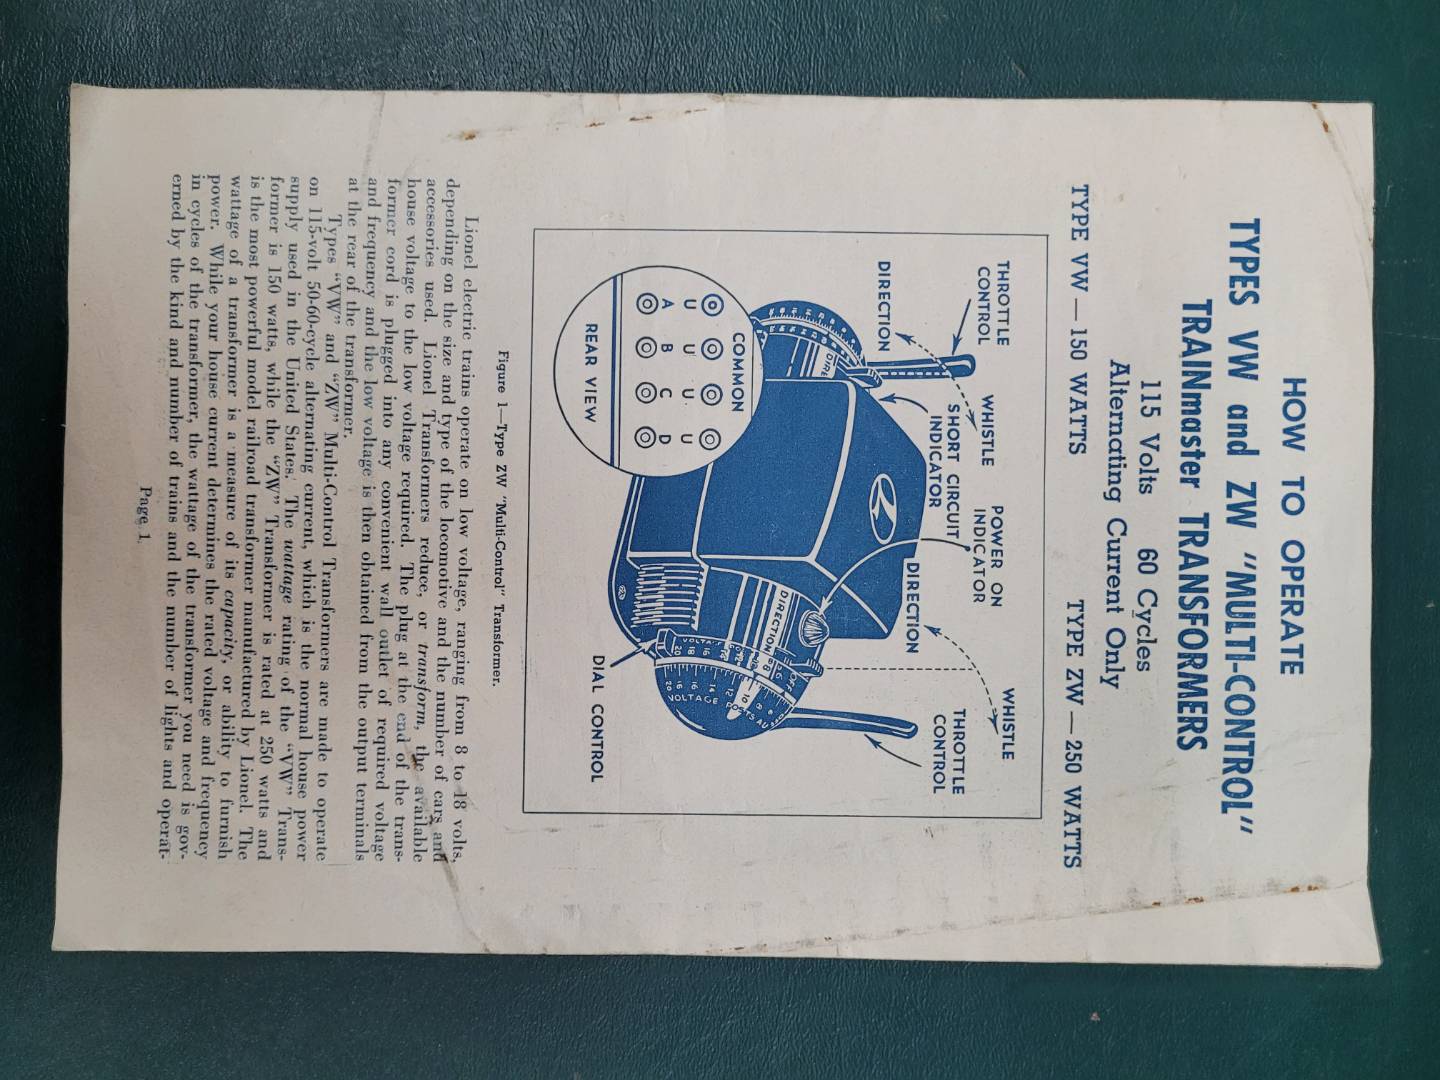 HOW TO OPERATE
TYPES VW and ZW "MULTI-CONTROL"
TRAINmaster TRANSFORMERS
115 Volts 60 Cycles
Alternating Current Only
TYPE VW — 150 WATTS TYPE ZW — 250 WATTS
THROTTLE
CONTROL
DIRECTION
WHISTLE
SHORT CIRCUIT
INDICATOR
POWER ON
INDICATOR
DIRECTION
WHISTLE
THROTTLE
CONTROL
DIRE
DIRECTION
OFF
VOLTAGE
VOLTAGE POSTS AU
COMMON
U U U U
A B C D
REAR VIEW
DIAL CONTROL
Figure 1—Type ZW "Multi-Control" Transformer.
Lionel electric trains operate on low voltage, ranging from 8 to 18 volts,
depending on the size and type of the locomotive and the number of cars and
accessories used. Lionel Transformers reduce, or transform, the available
house voltage to the low voltage required. The plug at the end of the trans-
former cord is plugged into any convenient wall outlet of required voltage
and frequency and the low voltage is then obtained from the output terminals
at the rear of the transformer.
Types "VW" and "ZW" Multi-Control Transformers are made to operate
on 115-volt 50-60-cycle alternating current, which is the normal house power
supply used in the United States. The wattage rating of the "VW" Trans-
former is 150 watts, while the "ZW" Transformer is rated at 250 watts and
is the most powerful model railroad transformer manufactured by Lionel. The
wattage of a transformer is a measure of its capacity, or ability to furnish
power. While your house current determines the rated voltage and frequency
in cycles of the transformer, the wattage of the transformer you need is gov-
erned by the kind and number of trains and the number of lights and operat-
Page 1.